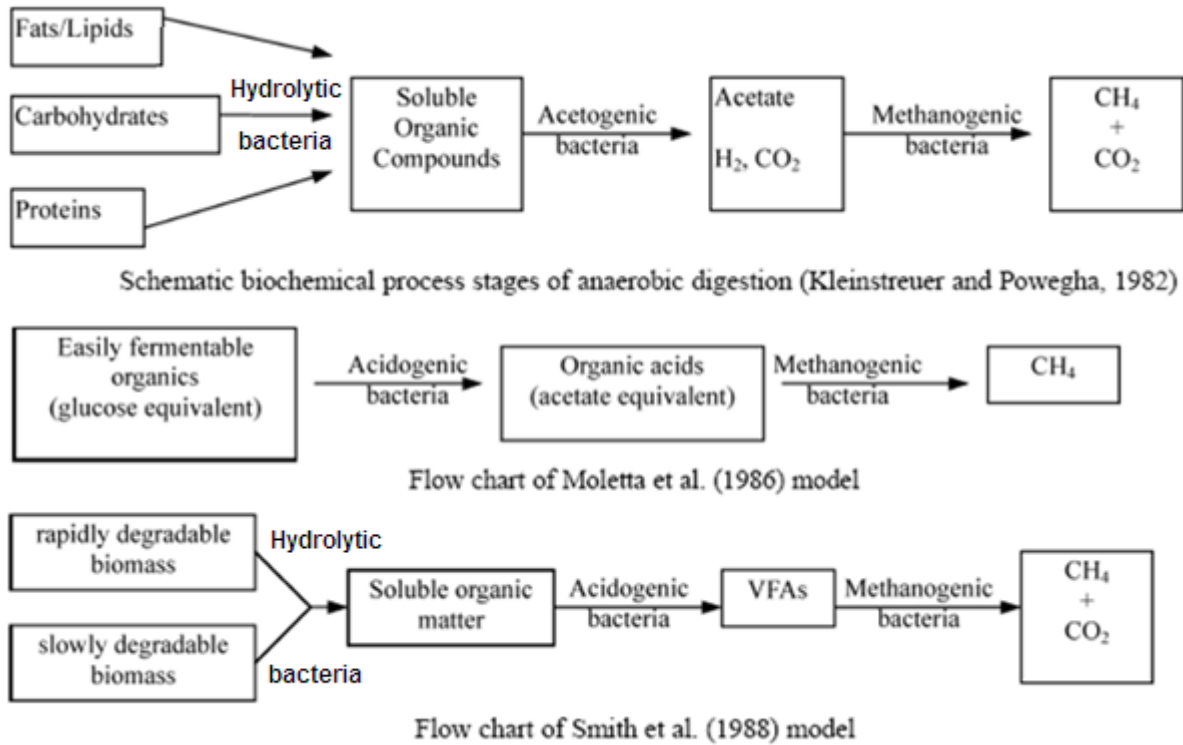 Fats/Lipids
Carbohydrates
Proteins
Hydrolytic
bacteria
Soluble
Organic
Compounds
Acetogenic
bacteria
Acetate
H₂, CO₂
Methanogenic
bacteria
CH₄
+
CO₂
Schematic biochemical process stages of anaerobic digestion (Kleinstreuer and Powegha, 1982)
Easily fermentable
organics
(glucose equivalent)
Acidogenic
bacteria
Organic acids
(acetate equivalent)
Methanogenic
bacteria
CH₄
Flow chart of Moletta et al. (1986) model
rapidly degradable
biomass
slowly degradable
biomass
Hydrolytic
bacteria
Soluble organic
matter
Acidogenic
bacteria
VFAs
Methanogenic
bacteria
CH₄
+
CO₂
Flow chart of Smith et al. (1988) model